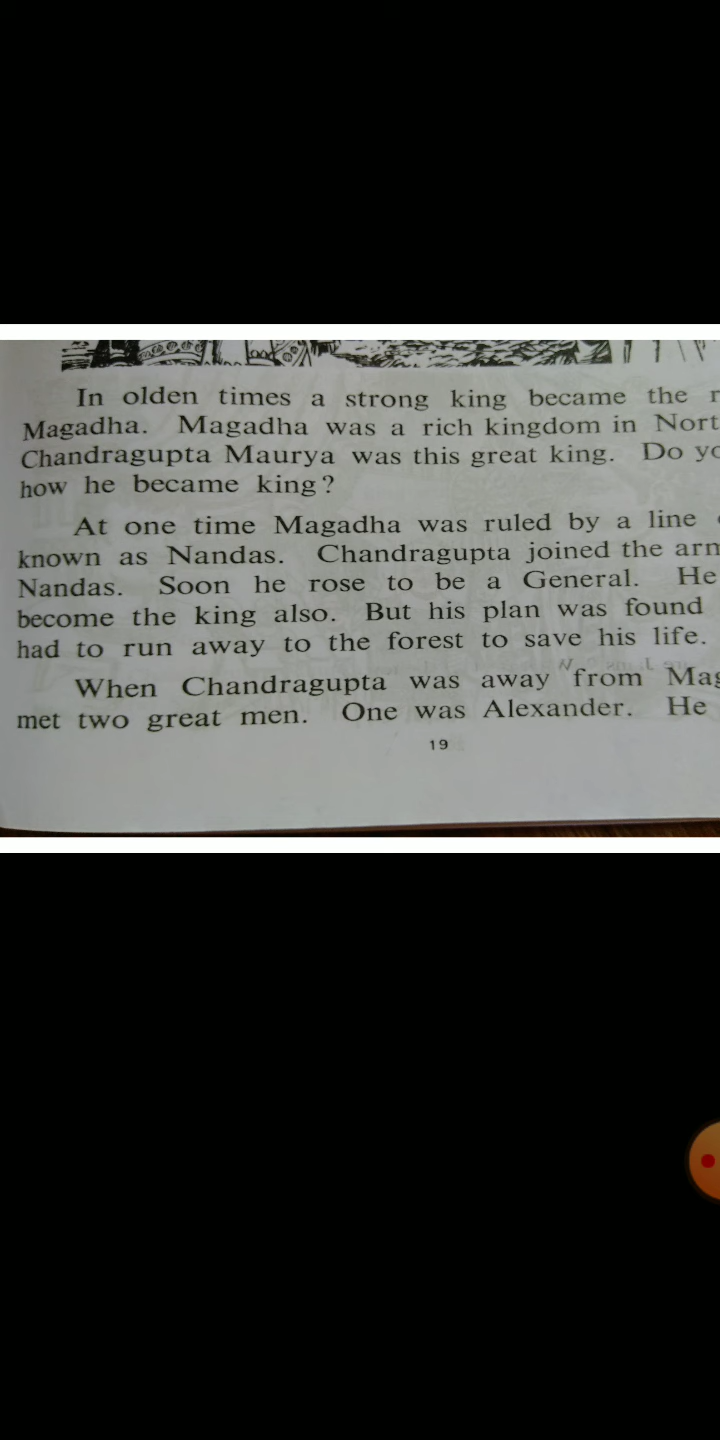 In olden times a strong king became the
Magadha. Magadha was a rich kingdom in
Chandragupta Maurya was this great king. Do
how he became king?
At one time Magadha was ruled by a line
known as Nandas. Chandragupta joined the
Nandas. Soon he rose to be a General. He
become the king also. But his plan was found
had to run away to the forest to save his life.
When Chandragupta was away from
met two great men. One was Alexander. He
19